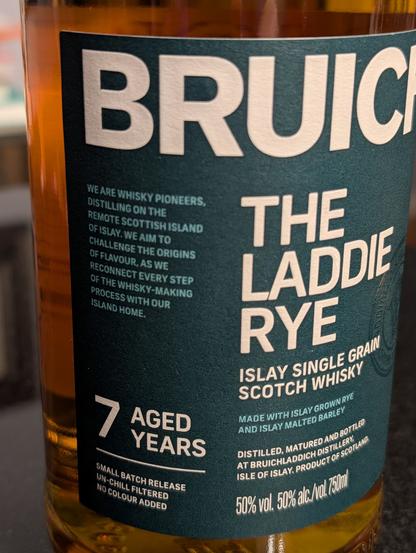 BRUICH
WE ARE WHISKY PIONEERS,
DISTILLING ON THE
REMOTE SCOTTISH ISLAND
OF ISLAY. WE AIM TO
CHALLENGE THE ORIGINS
OF FLAVOUR, AS WE
RECONNECT EVERY STEP
OF THE WHISKY-MAKING
PROCESS WITH OUR
ISLAND HOME.
THE
LADDIE
RYE
ISLAY SINGLE GRAIN
SCOTCH WHISKY
MADE WITH ISLAY GROWN RYE
AND ISLAY MALTED BARLEY
7 AGED
YEARS
SMALL BATCH RELEASE
UN-CHILL FILTERED
NO COLOUR ADDED
DISTILLED, MATURED AND BOTTLED
AT BRUICHLADDICH DISTILLERY,
ISLE OF ISLAY. PRODUCT OF SCOTLAND.
50% vol. 50% alc./vol. 750ml